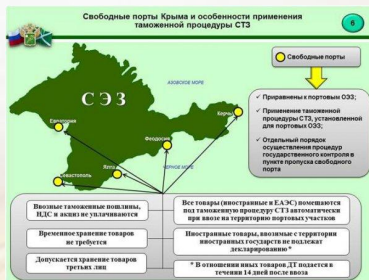 Свободные порты Крыма и особенности применения
таможенной процедуры СТЗ
6
Свободные порты
АЗОВСКОЕ МОРЕ
С Э З
Керчь
Евпатория
Феодосия
Ялта
ЧЕРНОЕ МОРЕ
Севастополь
✓ Приравнены к портовым ОЭЗ;
✓ Применение таможенной
процедуры СТЗ, установленной
для портовых ОЭЗ;
✓ Отдельный порядок
осуществления процедур
государственного контроля в
пункте пропуска свободного
порта
Ввозные таможенные пошлины,
НДС и акциз не уплачиваются
Временное хранение товаров
не требуется
Допускается хранение товаров
третьих лиц
Все товары (иностранные и ЕАЭС) помещаются
под таможенную процедуру СТЗ автоматически
при ввозе на территорию портовых участков
Иностранные товары, ввозимые с территории
иностранных государств не подлежат
декларированию *
* В отношении иных товаров ДТ подается в
течении 14 дней после ввоза